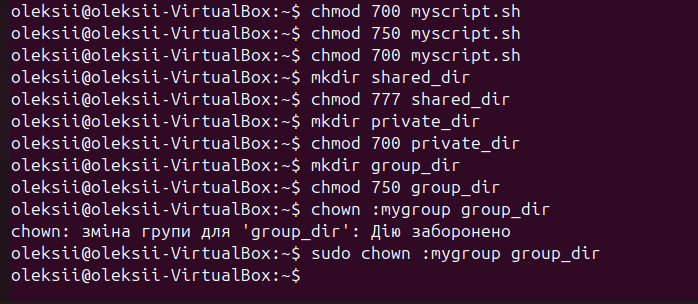 oleksii@oleksii-VirtualBox:~$ chmod 700 myscript.sh
oleksii@oleksii-VirtualBox:~$ chmod 750 myscript.sh
oleksii@oleksii-VirtualBox:~$ chmod 700 myscript.sh
oleksii@oleksii-VirtualBox:~$ mkdir shared_dir
oleksii@oleksii-VirtualBox:~$ chmod 777 shared_dir
oleksii@oleksii-VirtualBox:~$ mkdir private_dir
oleksii@oleksii-VirtualBox:~$ chmod 700 private_dir
oleksii@oleksii-VirtualBox:~$ mkdir group_dir
oleksii@oleksii-VirtualBox:~$ chmod 750 group_dir
oleksii@oleksii-VirtualBox:~$ chown :mygroup group_dir
chown: зміна групи для 'group_dir': Дію заборонено
oleksii@oleksii-VirtualBox:~$ sudo chown :mygroup group_dir
oleksii@oleksii-VirtualBox:~$